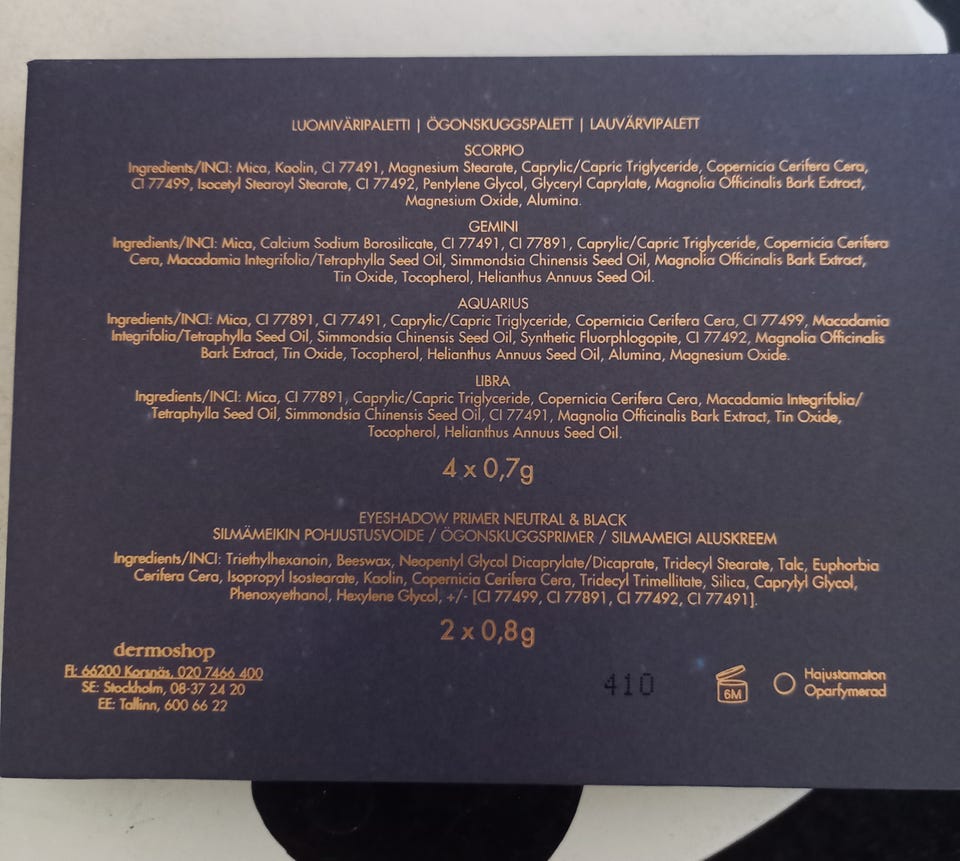 LUOMIVÄRIPALETTI | ÖGONSKUGGSPALETT | LAUVÄRVIPALETT
SCORPIO
Ingredients/INCI: Mica, Kaolin, CI 77491, Magnesium Stearate, Caprylic/Capric Triglyceride, Copernicia Cerifera Cera,
CI 77499, Isocetyl Stearoyl Stearate, CI 77492, Pentylene Glycol, Glyceryl Caprylate, Magnolia Officinalis Bark Extract,
Magnesium Oxide, Alumina.
GEMINI
Ingredients/INCI: Mica, Calcium Sodium Borosilicate, CI 77491, CI 77891, Caprylic/Capric Triglyceride, Copernicia Cerifera
Cera, Macadamia Integrifolia/Tetraphylla Seed Oil, Simmondsia Chinensis Seed Oil, Magnolia Officinalis Bark Extract,
Tin Oxide, Tocopherol, Helianthus Annuus Seed Oil.
AQUARIUS
Ingredients/INCI: Mica, CI 77891, CI 77491, Caprylic/Capric Triglyceride, Copernicia Cerifera Cera, CI 77499, Macadamia
Integrifolia/Tetraphylla Seed Oil, Simmondsia Chinensis Seed Oil, Synthetic Fluorphlogopite, CI 77492, Magnolia Officinalis
Bark Extract, Tin Oxide, Tocopherol, Helianthus Annuus Seed Oil, Alumina, Magnesium Oxide.
LIBRA
Ingredients/INCI: Mica, CI 77891, Caprylic/Capric Triglyceride, Copernicia Cerifera Cera, Macadamia Integrifolia/
Tetraphylla Seed Oil, Simmondsia Chinensis Seed Oil, CI 77491, Magnolia Officinalis Bark Extract, Tin Oxide,
Tocopherol, Helianthus Annuus Seed Oil.
4 x 0,7g
EYESHADOW PRIMER NEUTRAL & BLACK
SILMÄMEIKIN POHJUSTUSVOIDE / ÖGONSKUGGSPRIMER / SILMAMEIGI ALUSKREEM
Ingredients/INCI: Triethylhexanoin, Beeswax, Neopentyl Glycol Dicaprylate/Dicaprate, Tridecyl Stearate, Talc, Euphorbia
Cerifera Cera, Isopropyl Isostearate, Kaolin, Copernicia Cerifera Cera, Tridecyl Trimellitate, Silica, Caprylyl Glycol,
Phenoxyethanol, Hexylene Glycol, +/- [CI 77499, CI 77891, CI 77492, CI 77491].
2 x 0,8g
dermoshop
FI: 66200 Korsnäs, 020 7466 400
SE: Stockholm, 08-37 24 20
EE: Tallinn, 600 66 22
410
6M
Hajustamaton
Oparfymerad